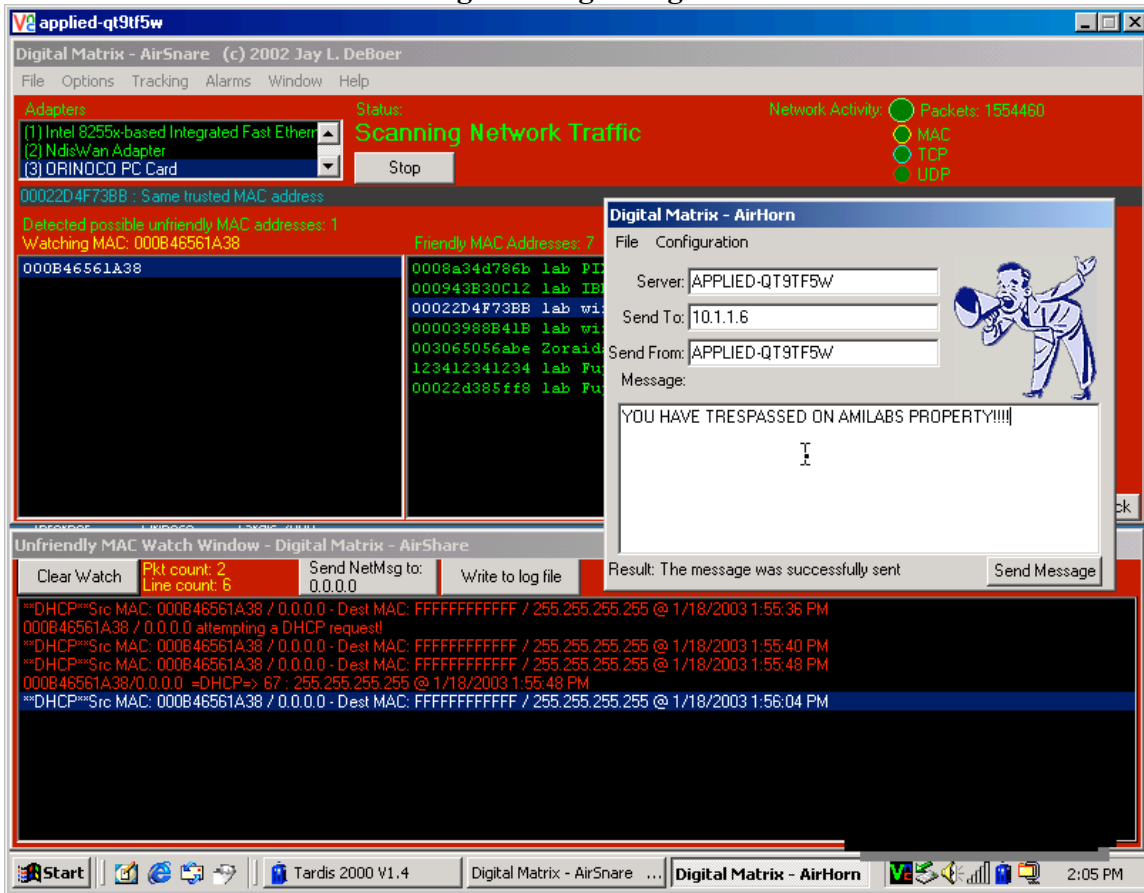 applied-qt9tf5w
Digital Matrix - AirSnare (c) 2002 Jay L. DeBoer
File Options Tracking Alarms Window Help
Adapters
(1) Intel 8255x-based Integrated Fast Ethern
(2) NdisWan Adapter
(3) ORINOCO PC Card
Status:
Scanning Network Traffic
Stop
Network Activity:
Packets: 1554460
MAC
TCP
UDP
00022D4F73BB : Same trusted MAC address
Detected possible unfriendly MAC addresses: 1
Watching MAC: 000B46561A38
000B46561A38
Friendly MAC Addresses: 7
0008a34d786b lab PIX
000943B30C12 lab IBM
00022D4F73BB lab wi
00003988B41B lab wi
003065056abe Zoraid
123412341234 lab Fu
00022d385ff8 lab Fu
Digital Matrix - AirHorn
File Configuration
Server: APPLIED-QT9TF5W
Send To: 10.1.1.6
Send From: APPLIED-QT9TF5W
Message:
YOU HAVE TRESPASSED ON AMILABS PROPERTY!!!!
Result: The message was successfully sent
Send Message
ck
Unfriendly MAC Watch Window - Digital Matrix - AirShare
Clear Watch
Pkt count: 2
Line count: 6
Send NetMsg to:
0.0.0.0
Write to log file
**DHCP**Src MAC: 000B46561A38 / 0.0.0.0 - Dest MAC: FFFFFFFFFFFF / 255.255.255.255 @ 1/18/2003 1:55:36 PM
000B46561A38 / 0.0.0.0 attempting a DHCP request!
**DHCP**Src MAC: 000B46561A38 / 0.0.0.0 - Dest MAC: FFFFFFFFFFFF / 255.255.255.255 @ 1/18/2003 1:55:40 PM
**DHCP**Src MAC: 000B46561A38 / 0.0.0.0 - Dest MAC: FFFFFFFFFFFF / 255.255.255.255 @ 1/18/2003 1:55:48 PM
000B46561A38/0.0.0.0 =DHCP=> 67 : 255.255.255.255 @ 1/18/2003 1:55:48 PM
**DHCP**Src MAC: 000B46561A38 / 0.0.0.0 - Dest MAC: FFFFFFFFFFFF / 255.255.255.255 @ 1/18/2003 1:56:04 PM
Start
Tardis 2000 V1.4
Digital Matrix - AirSnare ...
Digital Matrix - AirHorn
2:05 PM